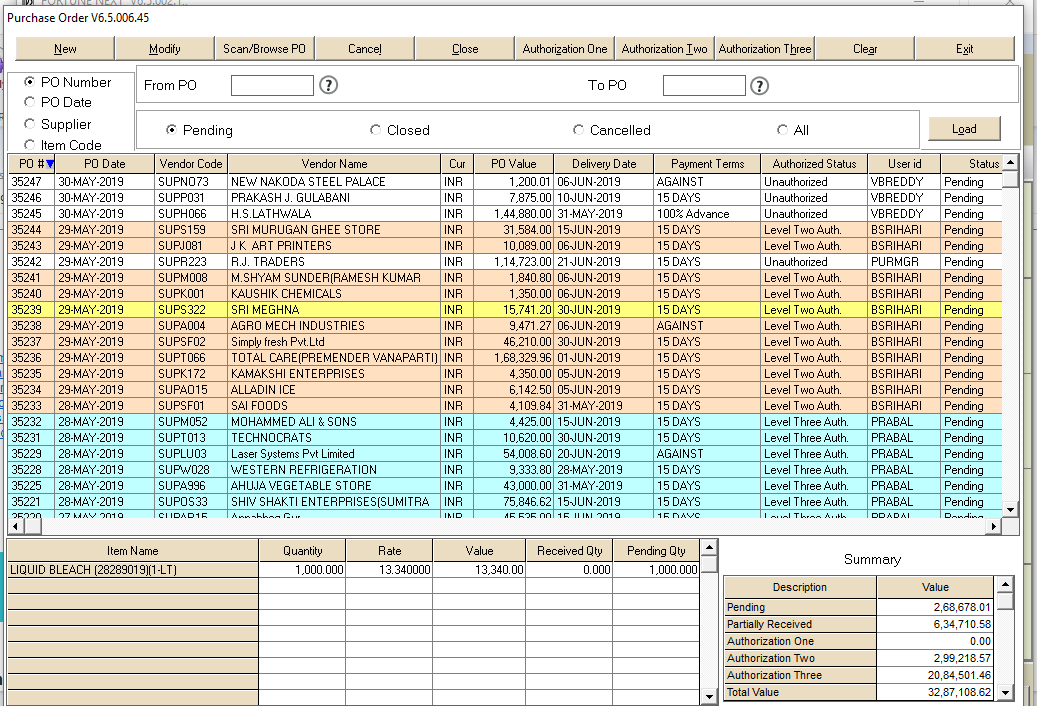 FORTUNE NEXT V6.5.002.1..
Purchase Order V6.5.006.45
New Modify Scan/Browse PO Cancel Close Authorization One Authorization Two Authorization Three Clear Exit
PO Number
PO Date
Supplier
Item Code
From PO ? To PO ?
Pending Closed Cancelled All Load
PO # PO Date Vendor Code Vendor Name Cur PO Value Delivery Date Payment Terms Authorized Status User id Status
35247 30-MAY-2019 SUPNO73 NEW NAKODA STEEL PALACE INR 1,200.01 06-JUN-2019 AGAINST Unauthorized VBREDDY Pending
35246 30-MAY-2019 SUPP031 PRAKASH J. GULABANI INR 7,875.00 10-JUN-2019 15 DAYS Unauthorized VBREDDY Pending
35245 30-MAY-2019 SUPH066 H.S.LATHWALA INR 1,44,880.00 31-MAY-2019 100% Advance Unauthorized VBREDDY Pending
35244 29-MAY-2019 SUPS159 SRI MURUGAN GHEE STORE INR 31,584.00 15-JUN-2019 15 DAYS Level Two Auth. BSRIHARI Pending
35243 29-MAY-2019 SUPJ081 J K ART PRINTERS INR 10,089.00 06-JUN-2019 15 DAYS Level Two Auth. BSRIHARI Pending
35242 29-MAY-2019 SUPR223 R.J. TRADERS INR 1,14,723.00 21-JUN-2019 15 DAYS Unauthorized PURMGR Pending
35241 29-MAY-2019 SUPM008 M.SHYAM SUNDER(RAMESH KUMAR INR 1,840.80 06-JUN-2019 15 DAYS Level Two Auth. BSRIHARI Pending
35240 29-MAY-2019 SUPK001 KAUSHIK CHEMICALS INR 1,350.00 06-JUN-2019 15 DAYS Level Two Auth. BSRIHARI Pending
35239 29-MAY-2019 SUPS322 SRI MEGHNA INR 15,741.20 30-JUN-2019 15 DAYS Level Two Auth. BSRIHARI Pending
35238 29-MAY-2019 SUPA004 AGRO MECH INDUSTRIES INR 9,471.27 06-JUN-2019 AGAINST Level Two Auth. BSRIHARI Pending
35237 29-MAY-2019 SUPSF02 Simply fresh Pvt.Ltd INR 46,210.00 30-JUN-2019 15 DAYS Level Two Auth. BSRIHARI Pending
35236 29-MAY-2019 SUPT066 TOTAL CARE(PREMENDER VANAPARTI) INR 1,68,329.96 01-JUN-2019 15 DAYS Level Two Auth. BSRIHARI Pending
35235 29-MAY-2019 SUPK172 KAMAKSHI ENTERPRISES INR 4,350.00 05-JUN-2019 15 DAYS Level Two Auth. BSRIHARI Pending
35234 29-MAY-2019 SUPAO15 ALLADIN ICE INR 6,142.50 05-JUN-2019 15 DAYS Level Two Auth. BSRIHARI Pending
35233 28-MAY-2019 SUPSF01 SAI FOODS INR 4,109.84 31-MAY-2019 15 DAYS Level Two Auth. BSRIHARI Pending
35232 28-MAY-2019 SUPM052 MOHAMMED ALI & SONS INR 4,425.00 15-JUN-2019 15 DAYS Level Three Auth. PRABAL Pending
35231 28-MAY-2019 SUPT013 TECHNOCRATS INR 10,620.00 30-JUN-2019 15 DAYS Level Three Auth. PRABAL Pending
35229 28-MAY-2019 SUPLU03 Laser Systems Pvt Limited INR 54,008.60 20-JUN-2019 AGAINST Level Three Auth. PRABAL Pending
35228 28-MAY-2019 SUPW028 WESTERN REFRIGERATION INR 9,333.80 28-MAY-2019 15 DAYS Level Three Auth. PRABAL Pending
35225 28-MAY-2019 SUPA996 AHUJA VEGETABLE STORE INR 43,000.00 31-MAY-2019 15 DAYS Level Three Auth. PRABAL Pending
35221 28-MAY-2019 SUPOS33 SHIV SHAKTI ENTERPRISES(SUMITRA INR 75,846.62 15-JUN-2019 15 DAYS Level Three Auth. PRABAL Pending
35220 27-MAY-2019 INR 45,535.00 15-JUN-2019 15 DAYS Level Three Auth. PRABAL Pending
Item Name Quantity Rate Value Received Qty Pending Qty
LIQUID BLEACH (28289019)(1-LT) 1,000.000 13.340000 13,340.00 0.000 1,000.000
Summary
Description Value
Pending 2,68,678.01
Partially Received 6,34,710.58
Authorization One 0.00
Authorization Two 2,99,218.57
Authorization Three 20,84,501.46
Total Value 32,87,108.62